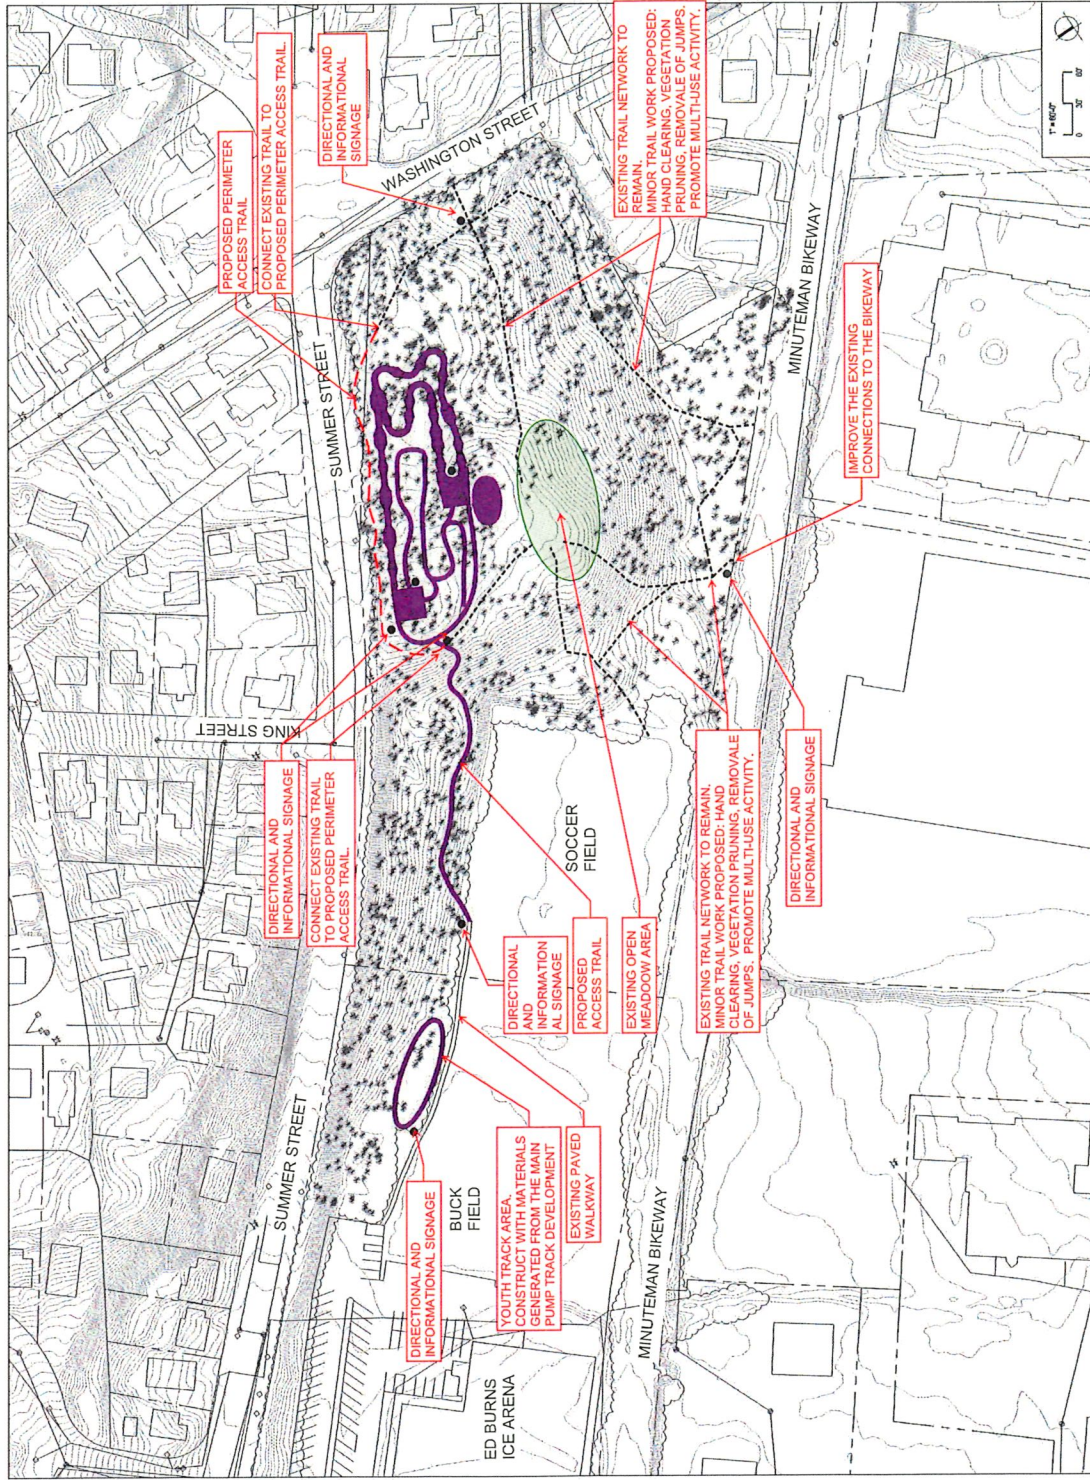 PROPOSED PERIMETER
ACCESS TRAIL
CONNECT EXISTING TRAIL TO
PROPOSED PERIMETER ACCESS TRAIL.
DIRECTIONAL AND
INFORMATIONAL
SIGNAGE
WASHINGTON STREET
EXISTING TRAIL NETWORK TO
REMAIN.
MINOR TRAIL WORK PROPOSED:
HAND CLEARING, VEGETATION
PRUNING, REMOVALE OF JUMPS.
PROMOTE MULTI-USE ACTIVITY.
SUMMER STREET
MINUTEMAN BIKEWAY
IMPROVE THE EXISTING
CONNECTIONS TO THE BIKEWAY
KING STREET
DIRECTIONAL AND
INFORMATIONAL SIGNAGE
CONNECT EXISTING TRAIL
TO PROPOSED PERIMETER
ACCESS TRAIL.
SOCCER
FIELD
DIRECTIONAL
AND
INFORMATION
AL SIGNAGE
PROPOSED
ACCESS TRAIL
EXISTING OPEN
MEADOW AREA
EXISTING TRAIL NETWORK TO REMAIN.
MINOR TRAIL WORK PROPOSED: HAND
CLEARING, VEGETATION PRUNING, REMOVALE
OF JUMPS. PROMOTE MULTI-USE ACTIVITY.
DIRECTIONAL AND
INFORMATIONAL SIGNAGE
SUMMER STREET
DIRECTIONAL AND
INFORMATIONAL SIGNAGE
BUCK
FIELD
YOUTH TRACK AREA.
CONSTRUCT WITH MATERIALS
GENERATED FROM THE MAIN
PUMP TRACK DEVELOPMENT
EXISTING PAVED
WALKWAY
MINUTEMAN BIKEWAY
ED BURNS
ICE ARENA
1"=60'-0"
0 30' 60'